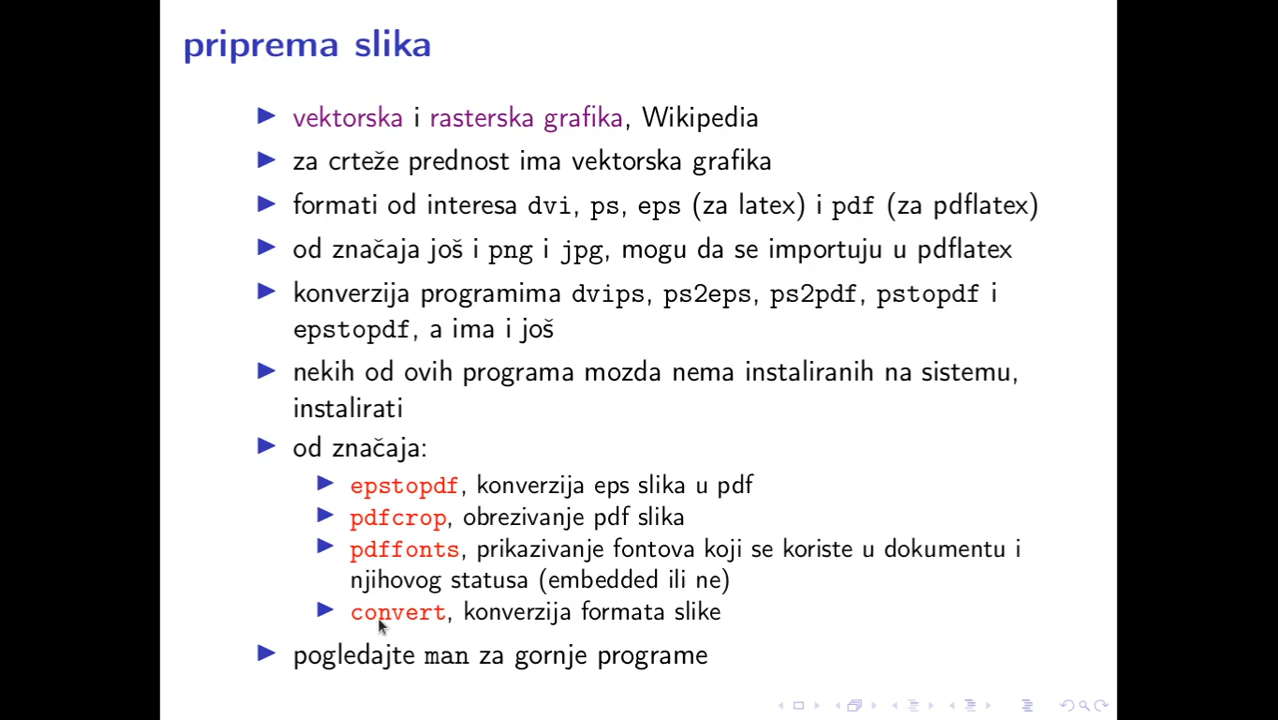 priprema slika
vektorska i rasterska grafika, Wikipedia
za crteže prednost ima vektorska grafika
formati od interesa dvi, ps, eps (za latex) i pdf (za pdflatex)
od značaja još i png i jpg, mogu da se importuju u pdflatex
konverzija programima dvips, ps2eps, ps2pdf, pstopdf i
epstopdf, a ima i još
nekih od ovih programa mozda nema instaliranih na sistemu,
instalirati
od značaja:
epstopdf, konverzija eps slika u pdf
pdfcrop, obrezivanje pdf slika
pdffonts, prikazivanje fontova koji se koriste u dokumentu i
njihovog statusa (embedded ili ne)
convert, konverzija formata slike
pogledajte man za gornje programe